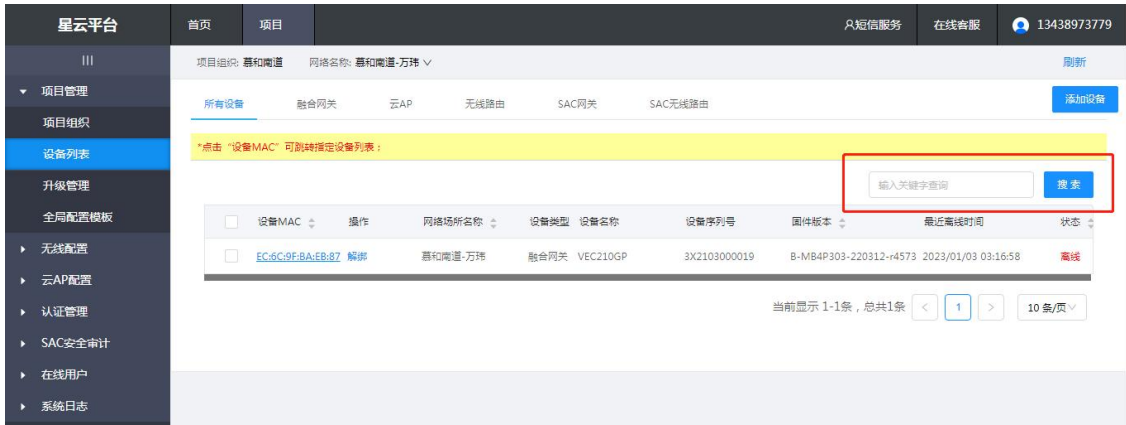 星云平台 首页 项目 短信服务 在线客服 13438973779
项目组织: 慕和南道 网络名称: 慕和南道-万玮 刷新
项目管理
项目组织
设备列表
升级管理
全局配置模板
无线配置
云AP配置
认证管理
SAC安全审计
在线用户
系统日志
所有设备 融合网关 云AP 无线路由 SAC网关 SAC无线路由 添加设备
*点击“设备MAC”可跳转指定设备列表；
输入关键字查询 搜索
设备MAC 操作 网络场所名称 设备类型 设备名称 设备序列号 固件版本 最近离线时间 状态
EC:6C:9F:BA:EB:87 解绑 慕和南道-万玮 融合网关 VEC210GP 3X2103000019 B-MB4P303-220312-r4573 2023/01/03 03:16:58 离线
当前显示 1-1条，总共1条 < 1 > 10 条/页